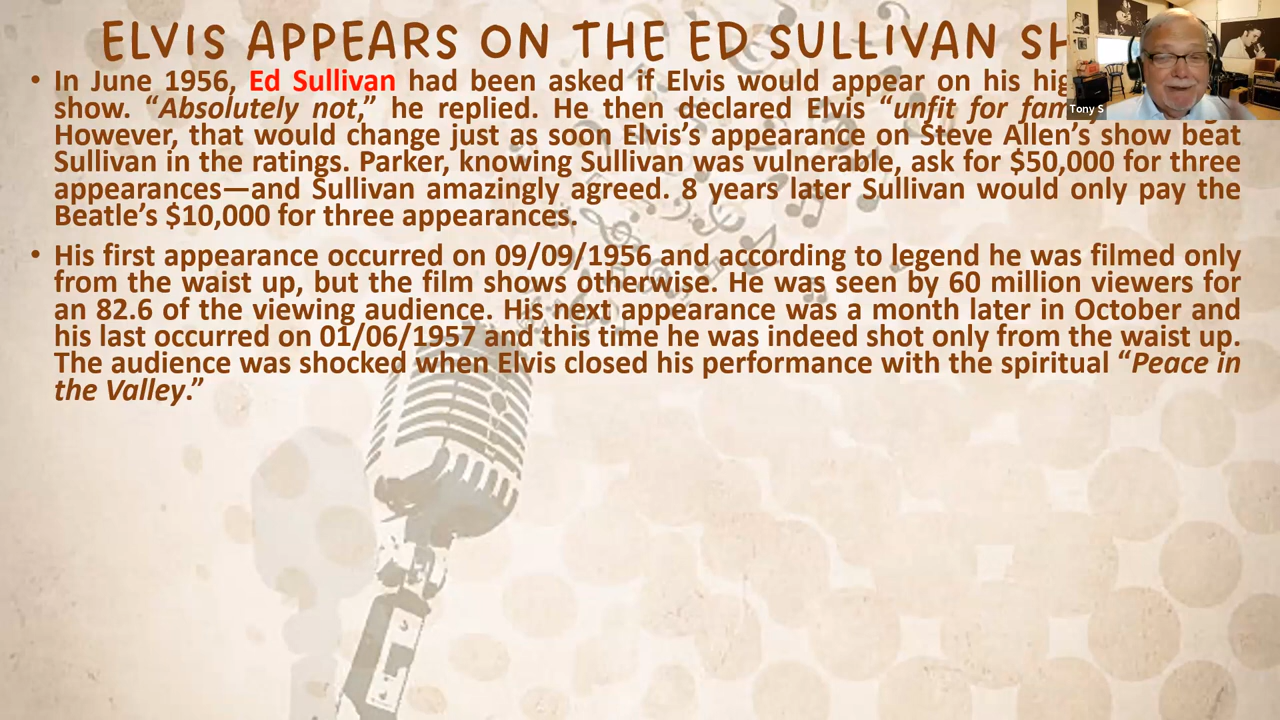 ELVIS APPEARS ON THE ED SULLIVAN
• In June 1956, Ed Sullivan had been asked if Elvis would appear on his
show. “Absolutely not,” he replied. He then declared Elvis “unfit for
However, that would change just as soon Elvis’s appearance on Steve Allen’s show beat
Sullivan in the ratings. Parker, knowing Sullivan was vulnerable, ask for $50,000 for three
appearances—and Sullivan amazingly agreed. 8 years later Sullivan would only pay the
Beatle’s $10,000 for three appearances.
• His first appearance occurred on 09/09/1956 and according to legend he was filmed only
from the waist up, but the film shows otherwise. He was seen by 60 million viewers for
an 82.6 of the viewing audience. His next appearance was a month later in October and
his last occurred on 01/06/1957 and this time he was indeed shot only from the waist up.
The audience was shocked when Elvis closed his performance with the spiritual “Peace in
the Valley.”
Tony S